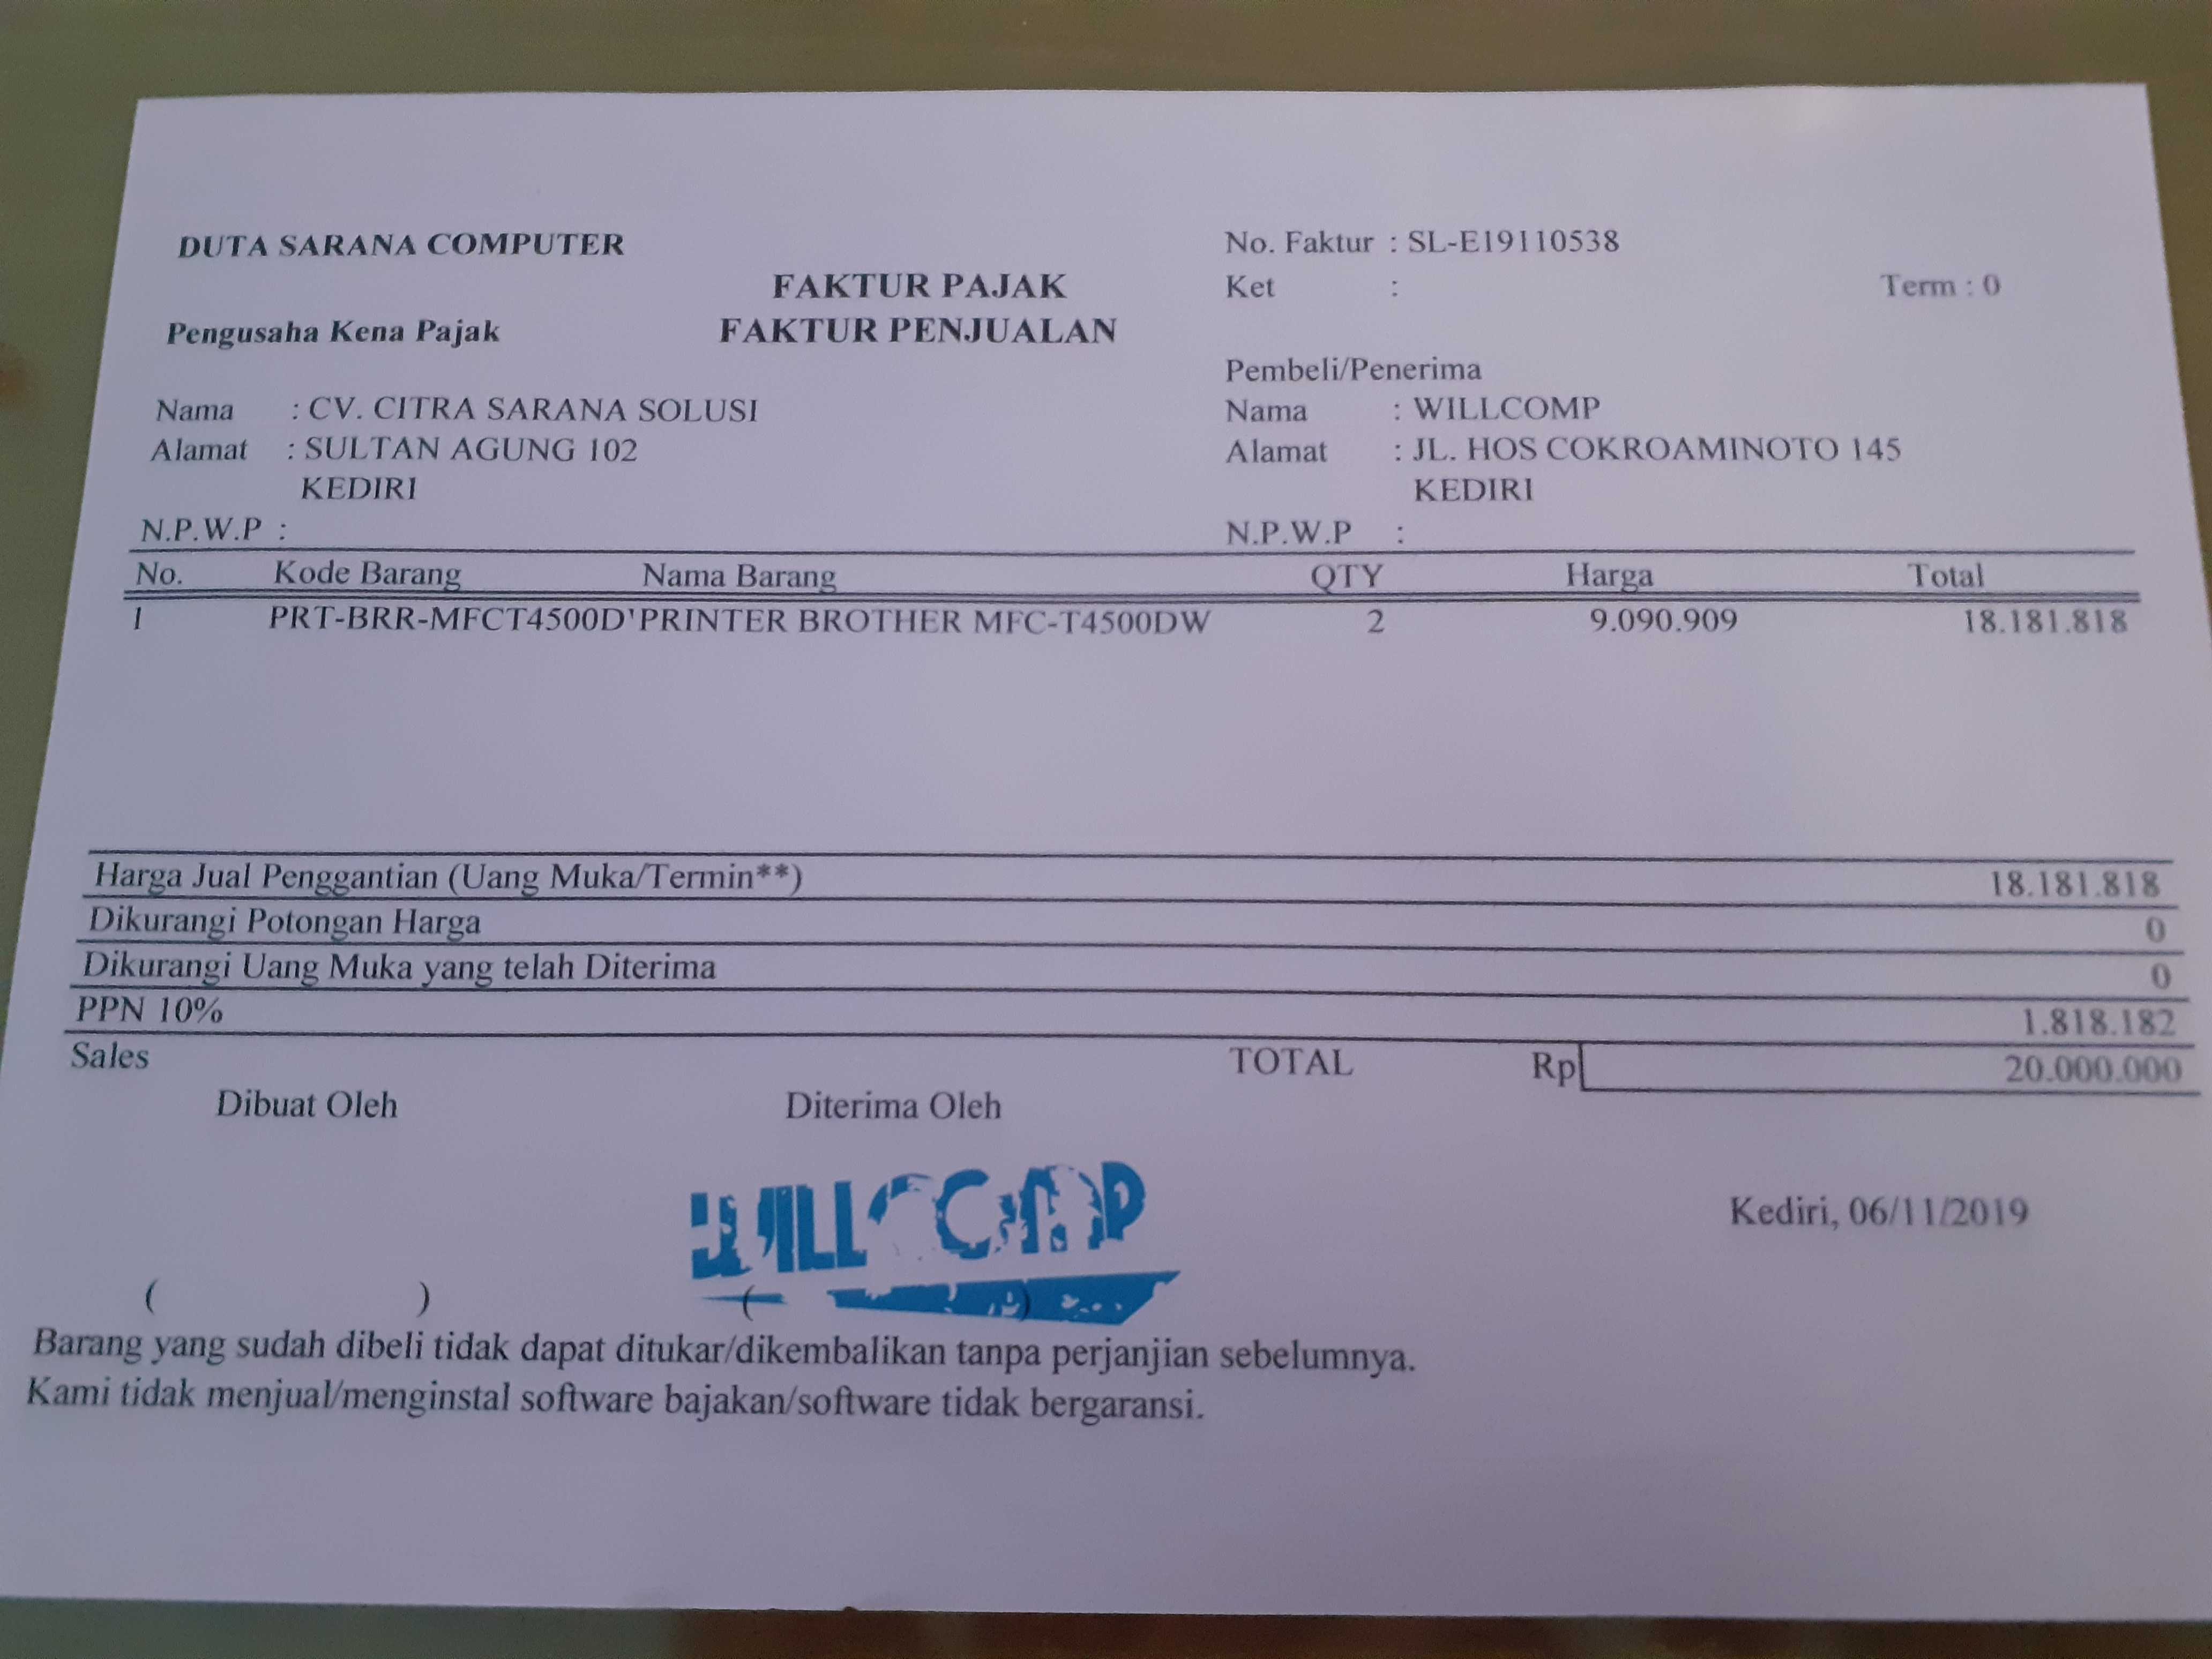 DUTA SARANA COMPUTER
No. Faktur : SL-E19110538
FAKTUR PAJAK
Ket : Term : 0
Pengusaha Kena Pajak
FAKTUR PENJUALAN
Pembeli/Penerima
Nama : CV. CITRA SARANA SOLUSI
Nama : WILLCOMP
Alamat : SULTAN AGUNG 102
Alamat : JL. HOS COKROAMINOTO 145
KEDIRI
KEDIRI
N.P.W.P :
N.P.W.P :
No. Kode Barang Nama Barang QTY Harga Total
1 PRT-BRR-MFCT4500D'PRINTER BROTHER MFC-T4500DW 2 9.090.909 18.181.818
Harga Jual Penggantian (Uang Muka/Termin**) 18.181.818
Dikurangi Potongan Harga 0
Dikurangi Uang Muka yang telah Diterima 0
PPN 10% 1.818.182
Sales TOTAL Rp 20.000.000
Dibuat Oleh Diterima Oleh
WILLCOMP
Kediri, 06/11/2019
( ) ( )
Barang yang sudah dibeli tidak dapat ditukar/dikembalikan tanpa perjanjian sebelumnya.
Kami tidak menjual/menginstal software bajakan/software tidak bergaransi.